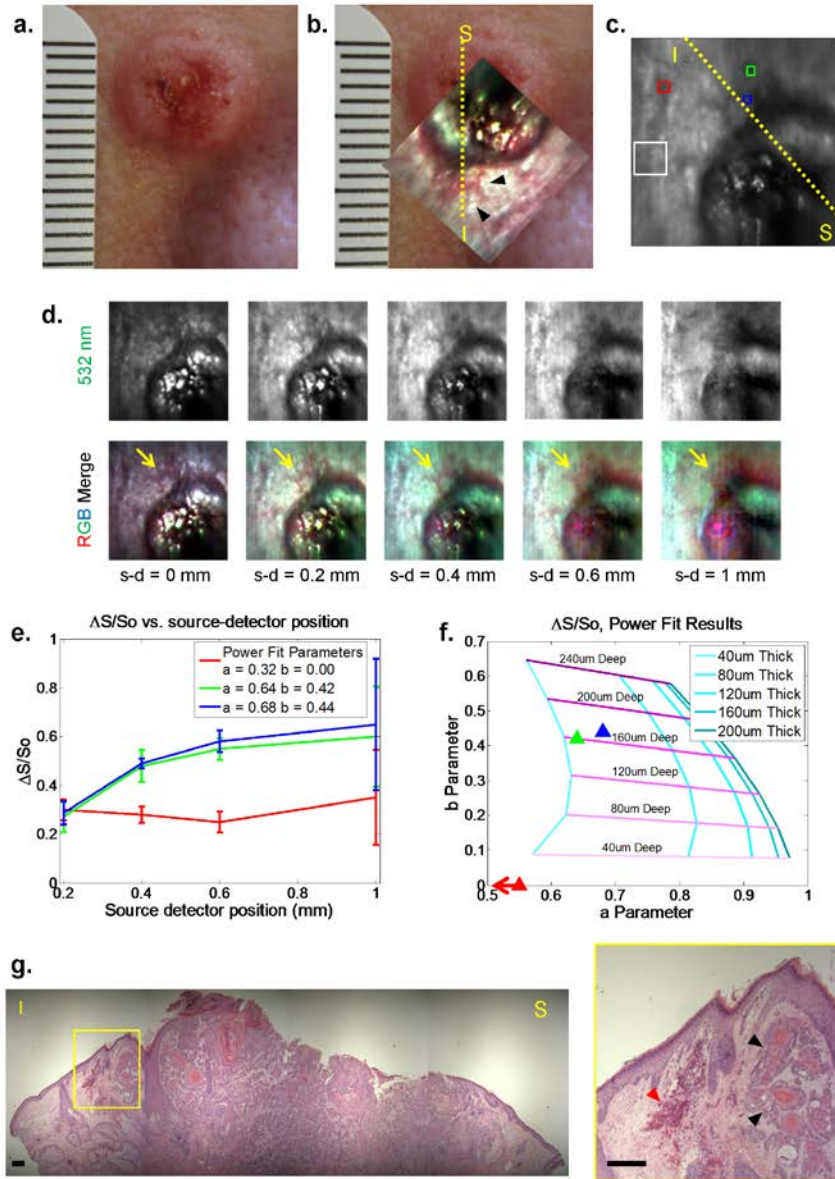 a.
b.
S
I
c.
I
S
d.
532 nm
RGB Merge
s-d = 0 mm
s-d = 0.2 mm
s-d = 0.4 mm
s-d = 0.6 mm
s-d = 1 mm
e.
ΔS/So vs. source-detector position
Power Fit Parameters
a = 0.32 b = 0.00
a = 0.64 b = 0.42
a = 0.68 b = 0.44
ΔS/So
1
0.8
0.6
0.4
0.2
0
0.2
0.4
0.6
0.8
1
Source detector position (mm)
f.
ΔS/So, Power Fit Results
40um Thick
80um Thick
120um Thick
160um Thick
200um Thick
240um Deep
200um Deep
160um Deep
120um Deep
80um Deep
40um Deep
b Parameter
0.7
0.6
0.5
0.4
0.3
0.2
0.1
0
0.5
0.6
0.7
0.8
0.9
1
a Parameter
g.
I
S